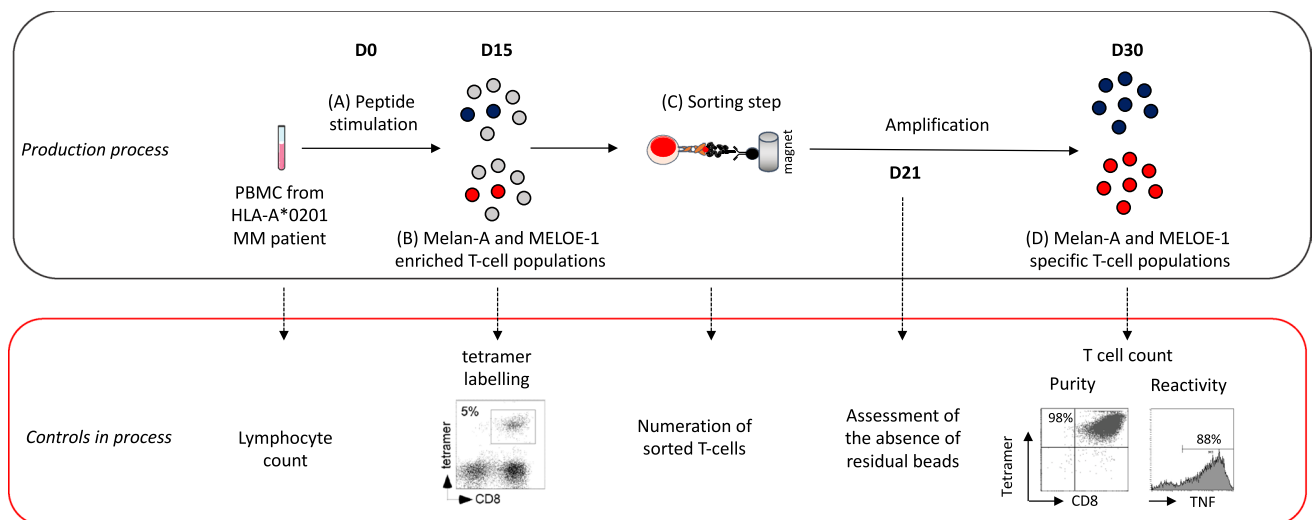 D0
D15
D30
(A) Peptide
stimulation
(C) Sorting step
Amplification
magnet
Production process
D21
PBMC from
HLA-A*0201
MM patient
(B) Melan-A and MELOE-1
enriched T-cell populations
(D) Melan-A and MELOE-1
specific T-cell populations
tetramer
labelling
T cell count
Purity
Reactivity
5%
98%
88%
Controls in process
Lymphocyte
count
tetramer
CD8
Numeration of
sorted T-cells
Assessment of
the absence of
residual beads
Tetramer
CD8
TNF